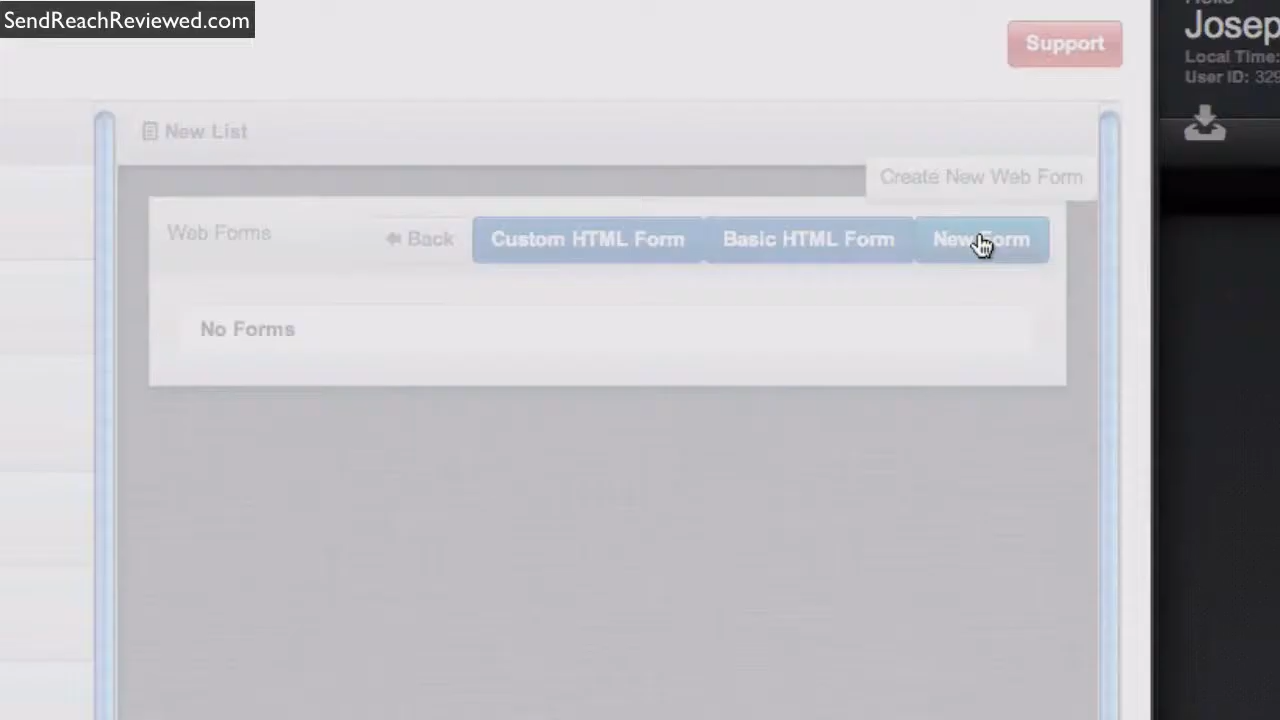 SendReachReviewed.com
Hello
Josep
Support
Local Time:
User ID: 329
New List
Create New Web Form
Web Forms
Back
Custom HTML Form
Basic HTML Form
New Form
No Forms